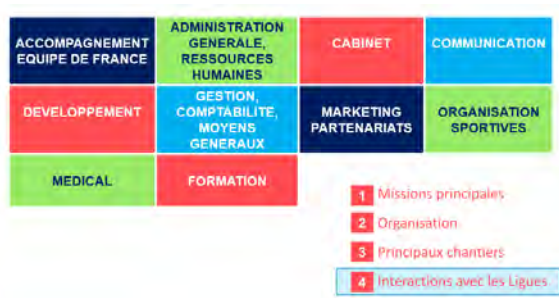 ACCOMPAGNEMENT
EQUIPE DE FRANCE
ADMINISTRATION
GENERALE,
RESSOURCES
HUMAINES
CABINET
COMMUNICATION
DEVELOPPEMENT
GESTION,
COMPTABILITE,
MOYENS
GENERAUX
MARKETING
PARTENARIATS
ORGANISATION
SPORTIVES
MEDICAL
FORMATION
1 Missions principales
2 Organisation
3 Principaux chantiers
4 Interactions avec les Ligues